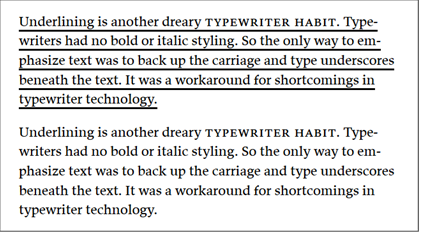 Underlining is another dreary TYPEWRITER HABIT. Type-
writers had no bold or italic styling. So the only way to em-
phasize text was to back up the carriage and type underscores
beneath the text. It was a workaround for shortcomings in
typewriter technology.
Underlining is another dreary TYPEWRITER HABIT. Type-
writers had no bold or italic styling. So the only way to em-
phasize text was to back up the carriage and type underscores
beneath the text. It was a workaround for shortcomings in
typewriter technology.